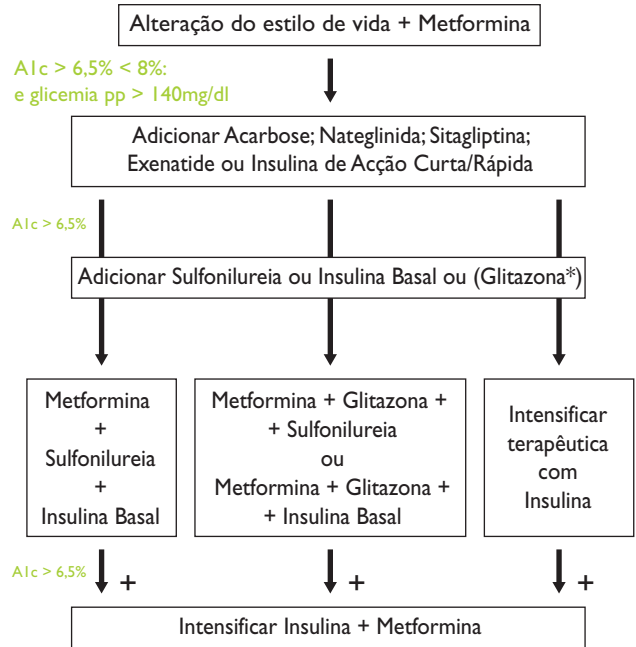 Alteração do estilo de vida + Metformina
A1c > 6,5% < 8%:
e glicemia pp > 140mg/dl
Adicionar Acarbose; Nateglinida; Sitagliptina;
Exenatide ou Insulina de Acção Curta/Rápida
A1c > 6,5%
Adicionar Sulfonilureia ou Insulina Basal ou (Glitazona*)
Metformina
+
Sulfonilureia
+
Insulina Basal
Metformina + Glitazona +
+ Sulfonilureia
ou
Metformina + Glitazona +
+ Insulina Basal
Intensificar
terapêutica
com
Insulina
A1c > 6,5%
+ + +
Intensificar Insulina + Metformina